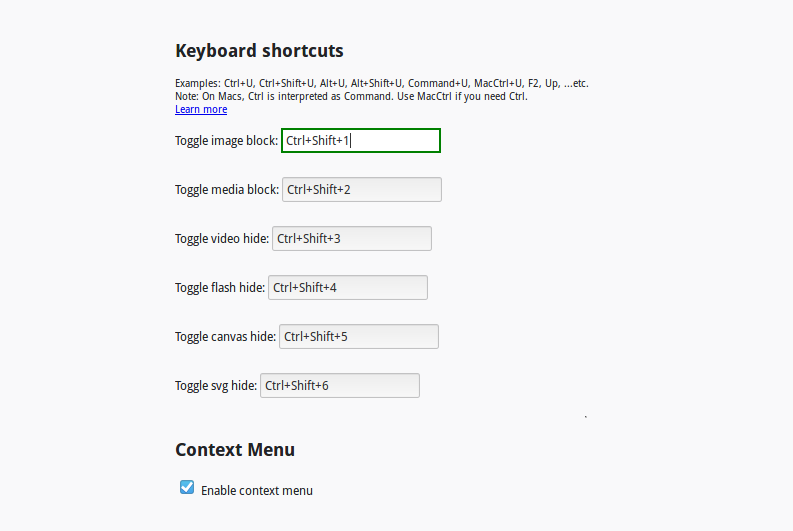 Keyboard shortcuts
Examples: Ctrl+U, Ctrl+Shift+U, Alt+U, Alt+Shift+U, Command+U, MacCtrl+U, F2, Up, ...etc.
Note: On Macs, Ctrl is interpreted as Command. Use MacCtrl if you need Ctrl.
Learn more
Toggle image block: Ctrl+Shift+1
Toggle media block: Ctrl+Shift+2
Toggle video hide: Ctrl+Shift+3
Toggle flash hide: Ctrl+Shift+4
Toggle canvas hide: Ctrl+Shift+5
Toggle svg hide: Ctrl+Shift+6
Context Menu
Enable context menu